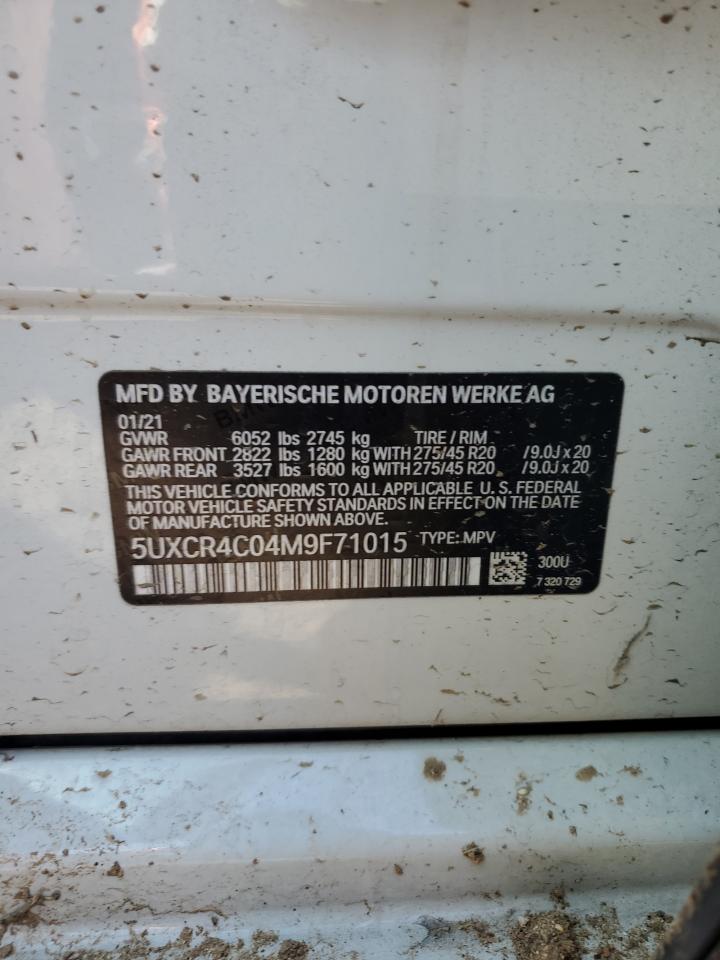 MFD BY BAYERISCHE MOTOREN WERKE AG
01/21
GVWR 6052 lbs 2745 kg TIRE / RIM
GAWR FRONT 2822 lbs 1280 kg WITH 275/45 R20 /9.0J x 20
GAWR REAR 3527 lbs 1600 kg WITH 275/45 R20 /9.0J x 20
THIS VEHICLE CONFORMS TO ALL APPLICABLE U. S. FEDERAL
MOTOR VEHICLE SAFETY STANDARDS IN EFFECT ON THE DATE
OF MANUFACTURE SHOWN ABOVE.
5UXCR4C04M9F71015 TYPE: MPV
300U
7 320 729